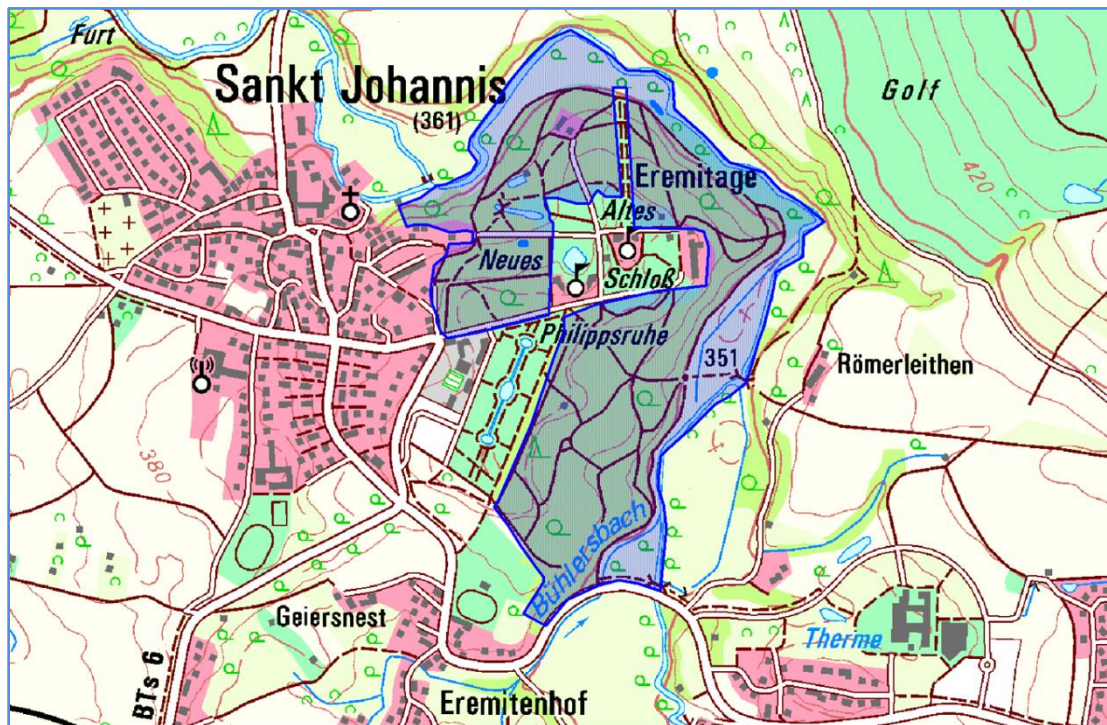 Furt
Sankt Johannis
(361)
Golf
420
Eremitage
Altes
Neues
Schloß
Philippsruhe
351
Römerleithen
380
Bühlersbach
Geiersnest
Therme
BTs 6
Eremitenhof